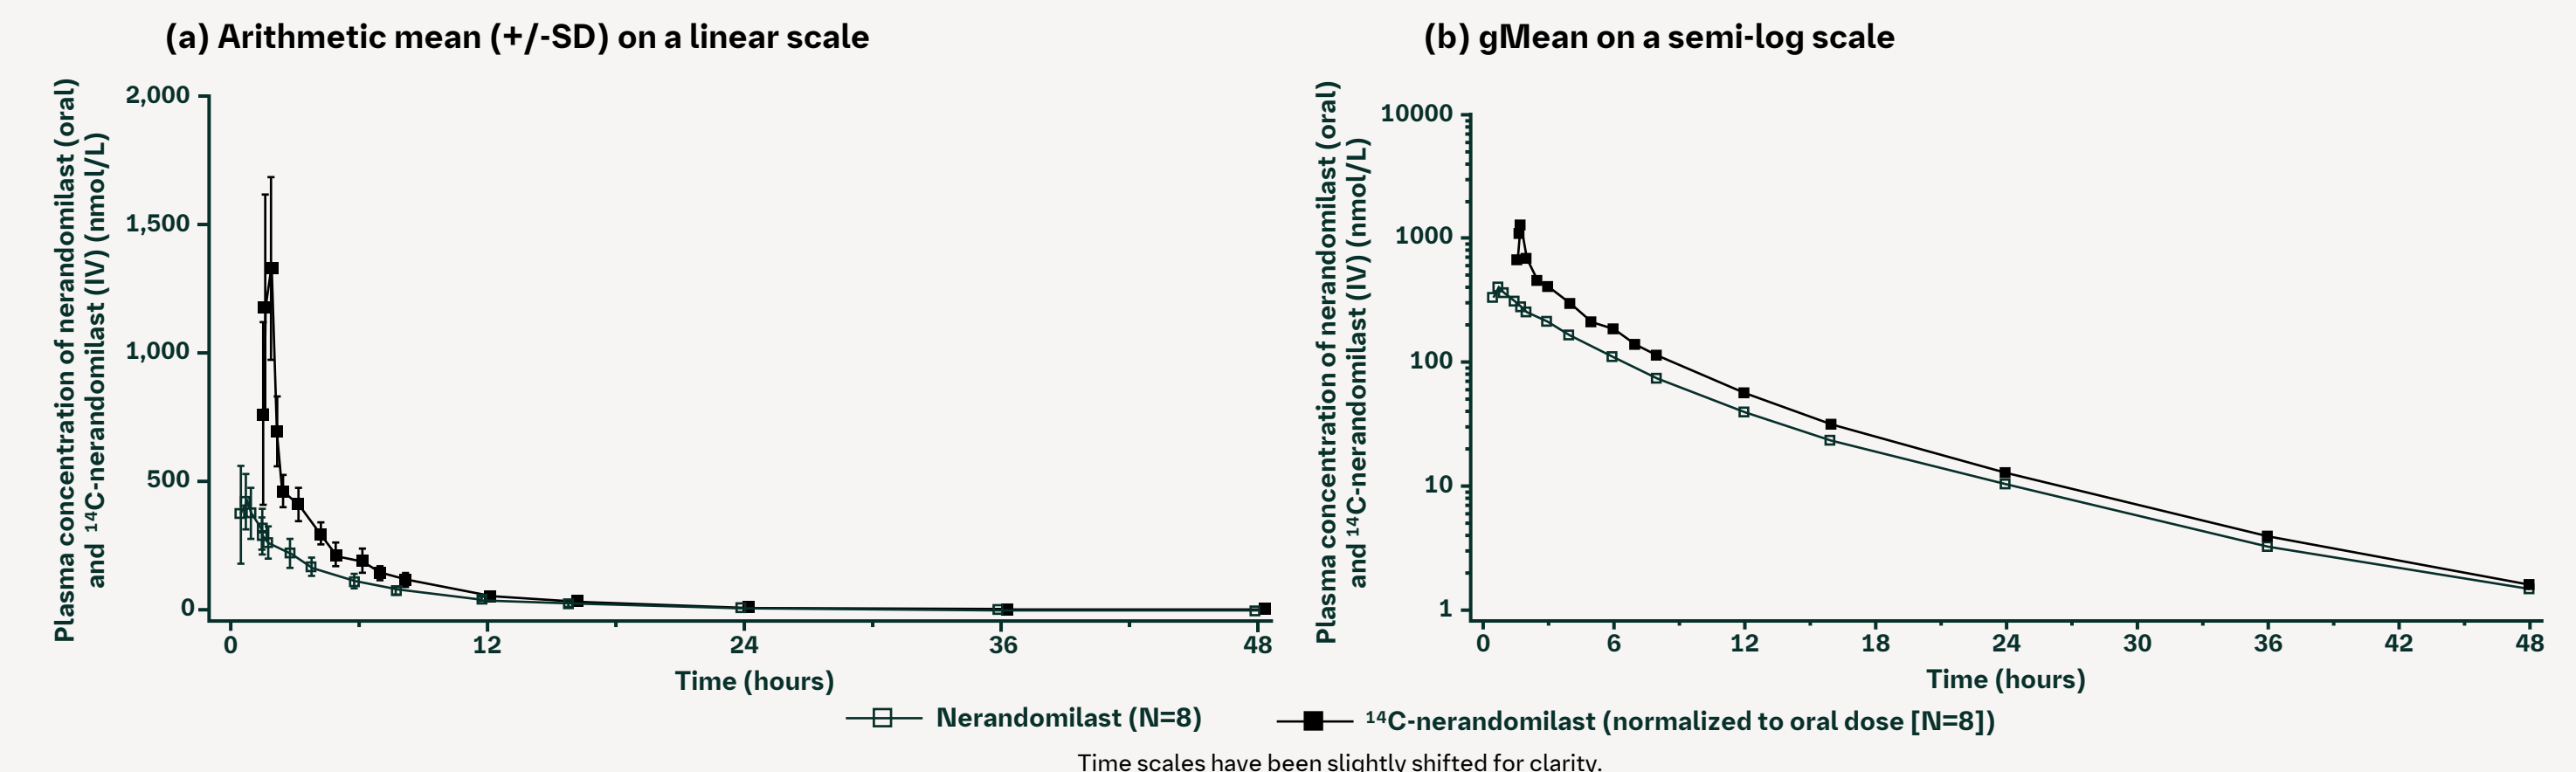 (a) Arithmetic mean (+/-SD) on a linear scale
Plasma concentration of nerandomilast (oral)
and ¹⁴C-nerandomilast (IV) (nmol/L)
2,000
1,500
1,000
500
0
0 12 24 36 48
Time (hours)
(b) gMean on a semi-log scale
Plasma concentration of nerandomilast (oral)
and ¹⁴C-nerandomilast (IV) (nmol/L)
10000
1000
100
10
1
0 6 12 18 24 30 36 42 48
Time (hours)
Nerandomilast (N=8)
¹⁴C-nerandomilast (normalized to oral dose [N=8])
Time scales have been slightly shifted for clarity.